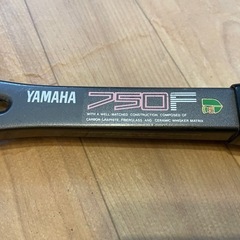 YAMAHA 750F
WITH A WELL-MATCHED CONSTRUCTION, COMPOSED OF
CARBON GRAPHITE, FIBERGLASS AND CERAMIC WHISKER MATRIX